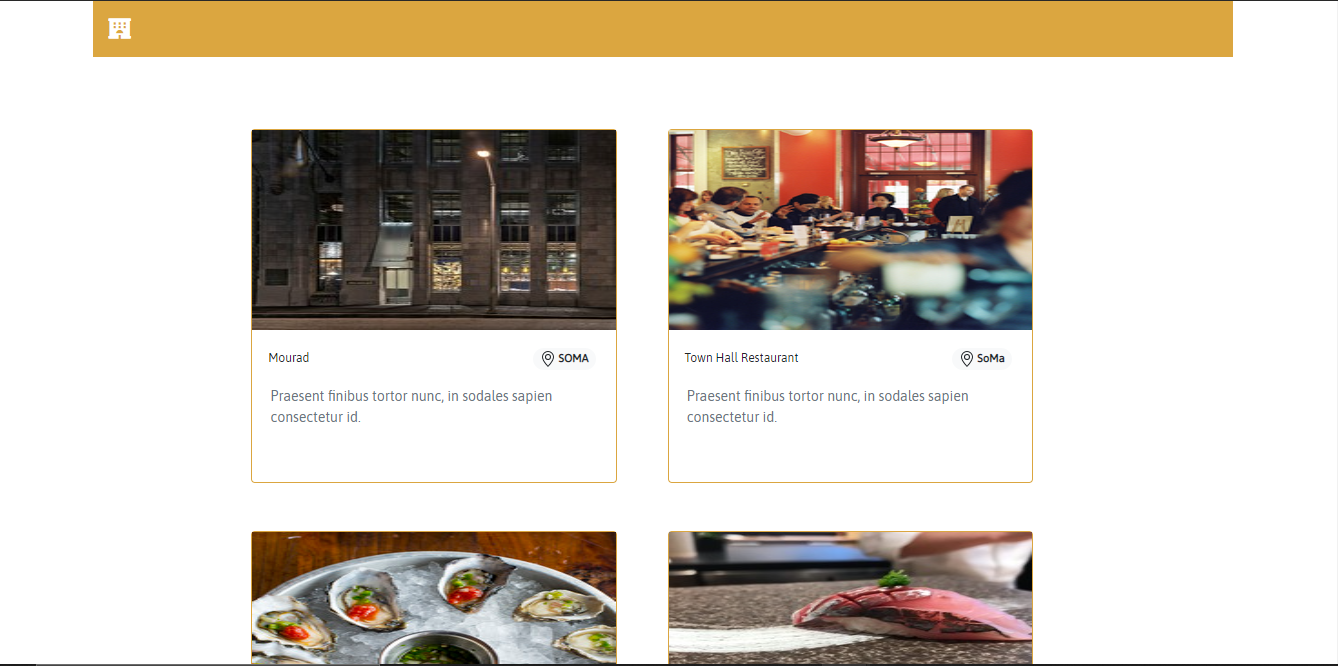 Mourad
SOMA
Praesent finibus tortor nunc, in sodales sapien
consectetur id.
Town Hall Restaurant
SoMa
Praesent finibus tortor nunc, in sodales sapien
consectetur id.